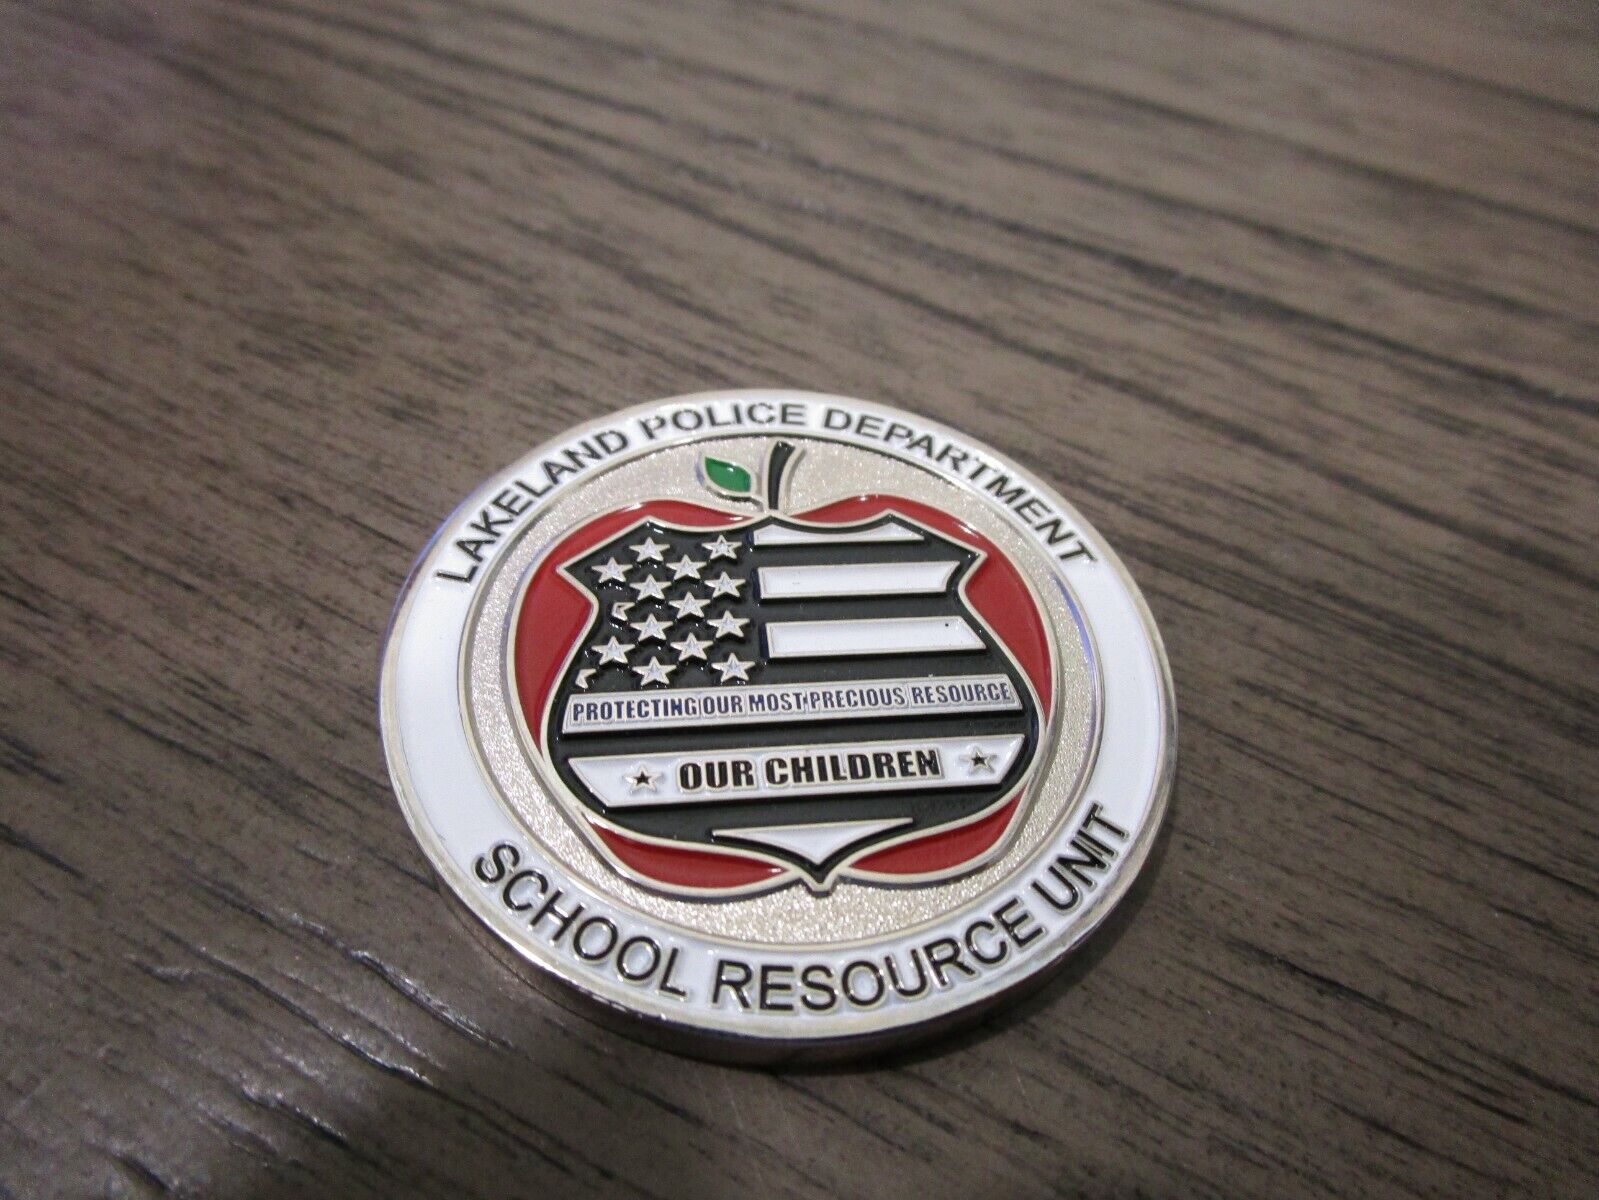 LAKELAND POLICE DEPARTMENT
PROTECTING OUR MOST PRECIOUS RESOURCE
OUR CHILDREN
SCHOOL RESOURCE UNIT